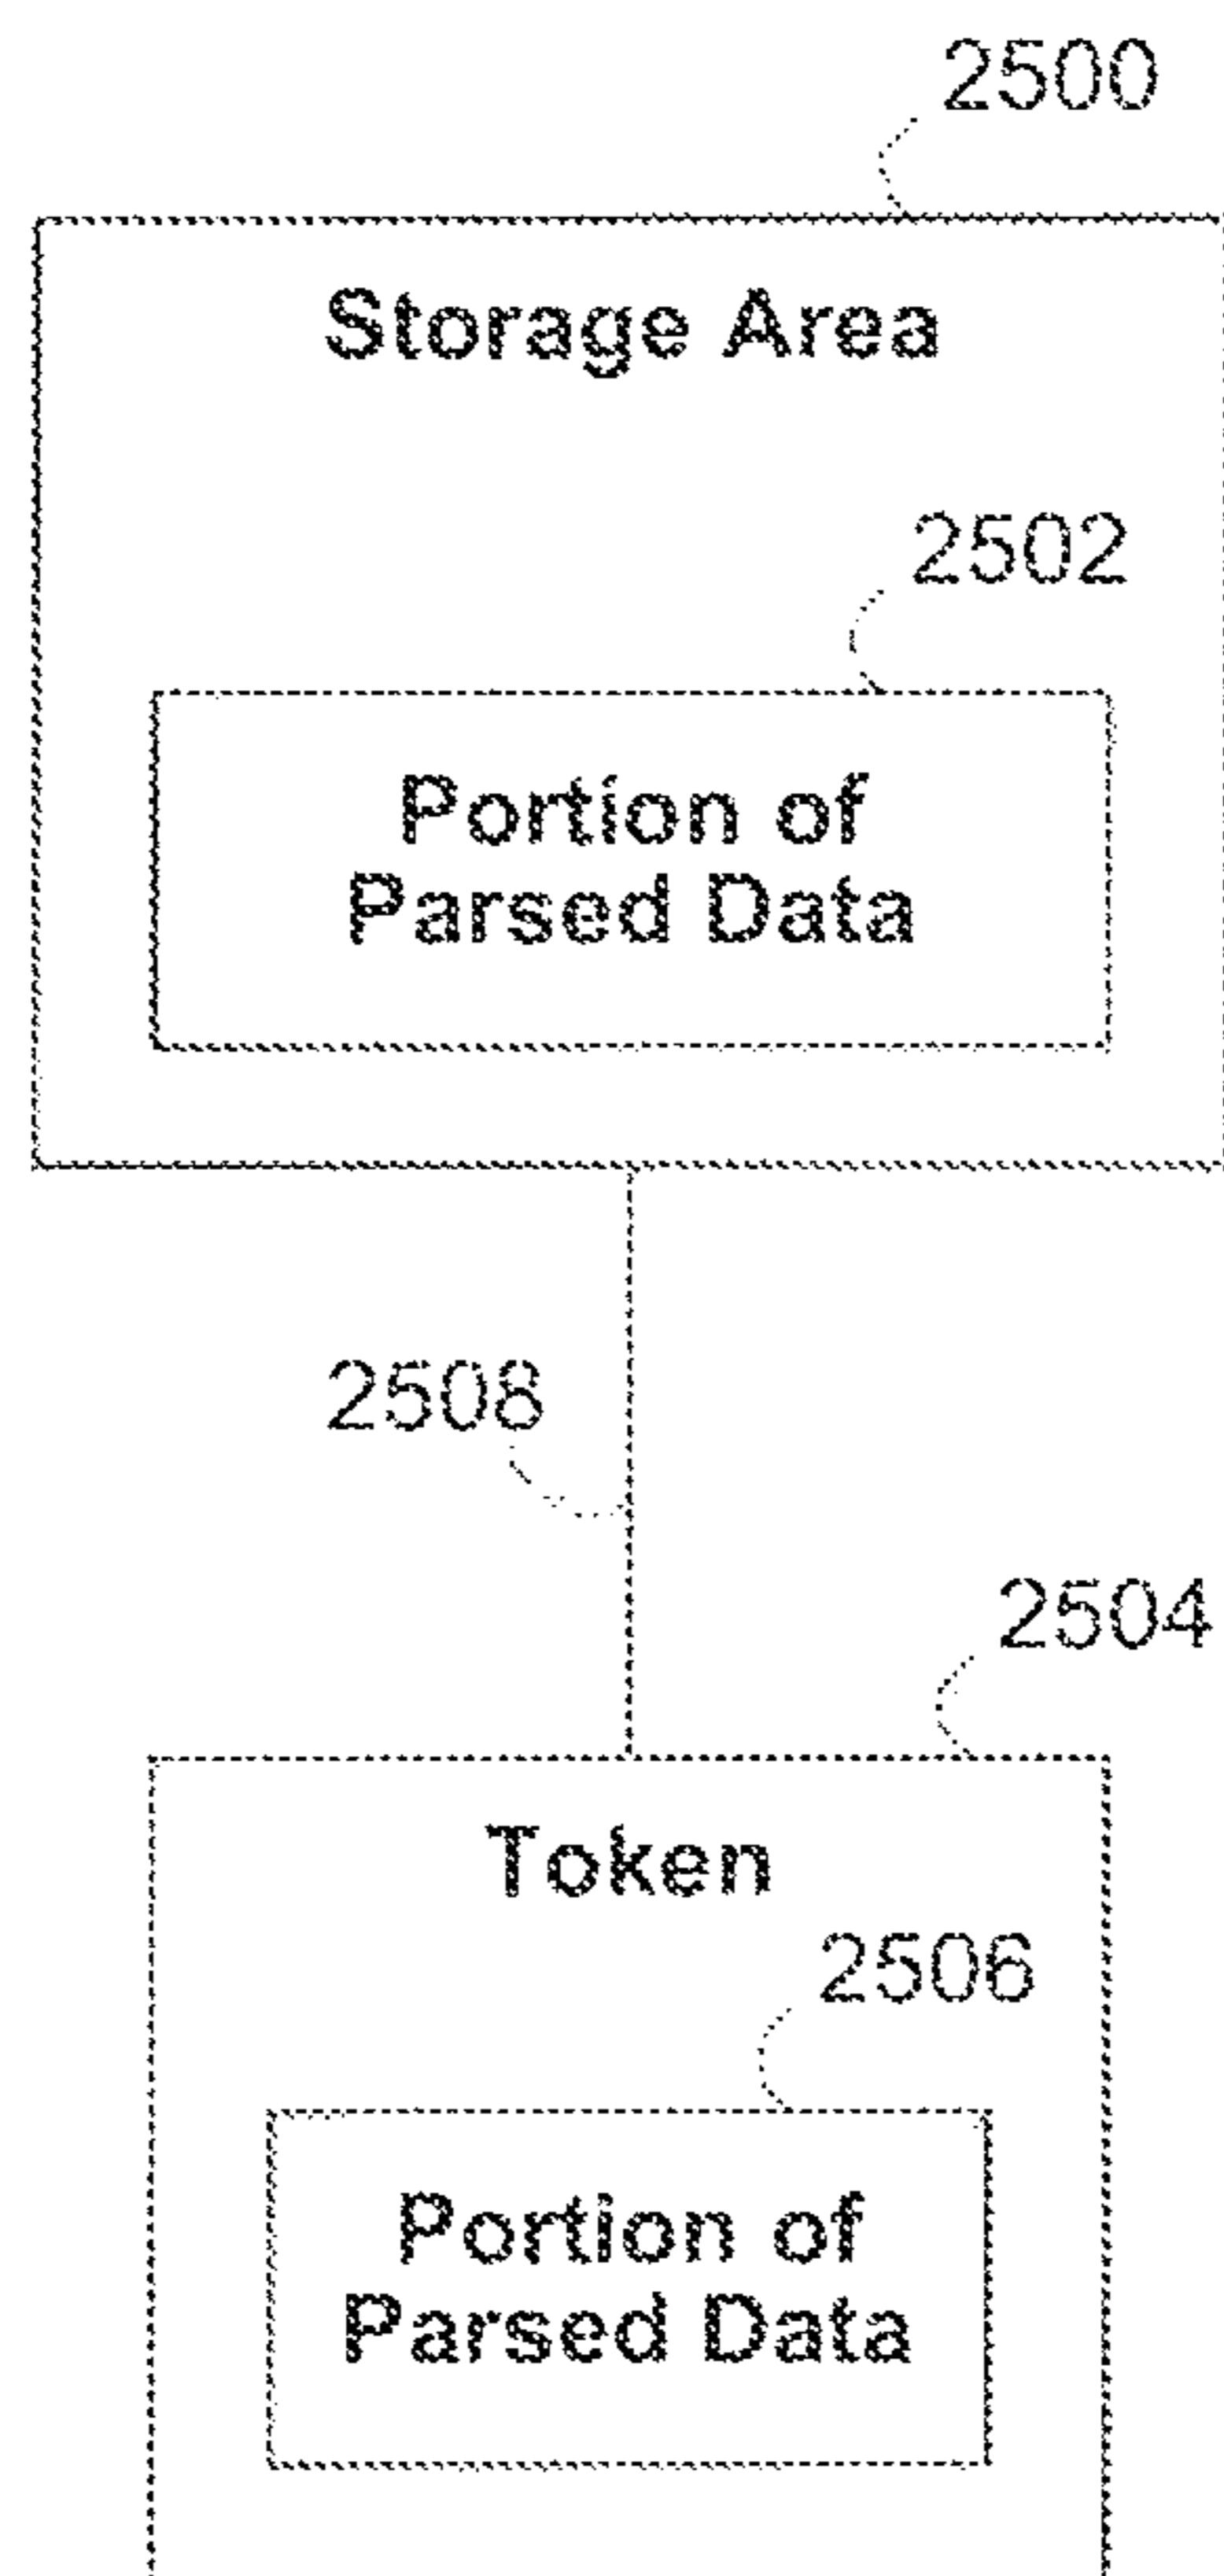 2500
Storage Area
2502
Portion of
Parsed Data
2508
2504
Token
2506
Portion of
Parsed Data